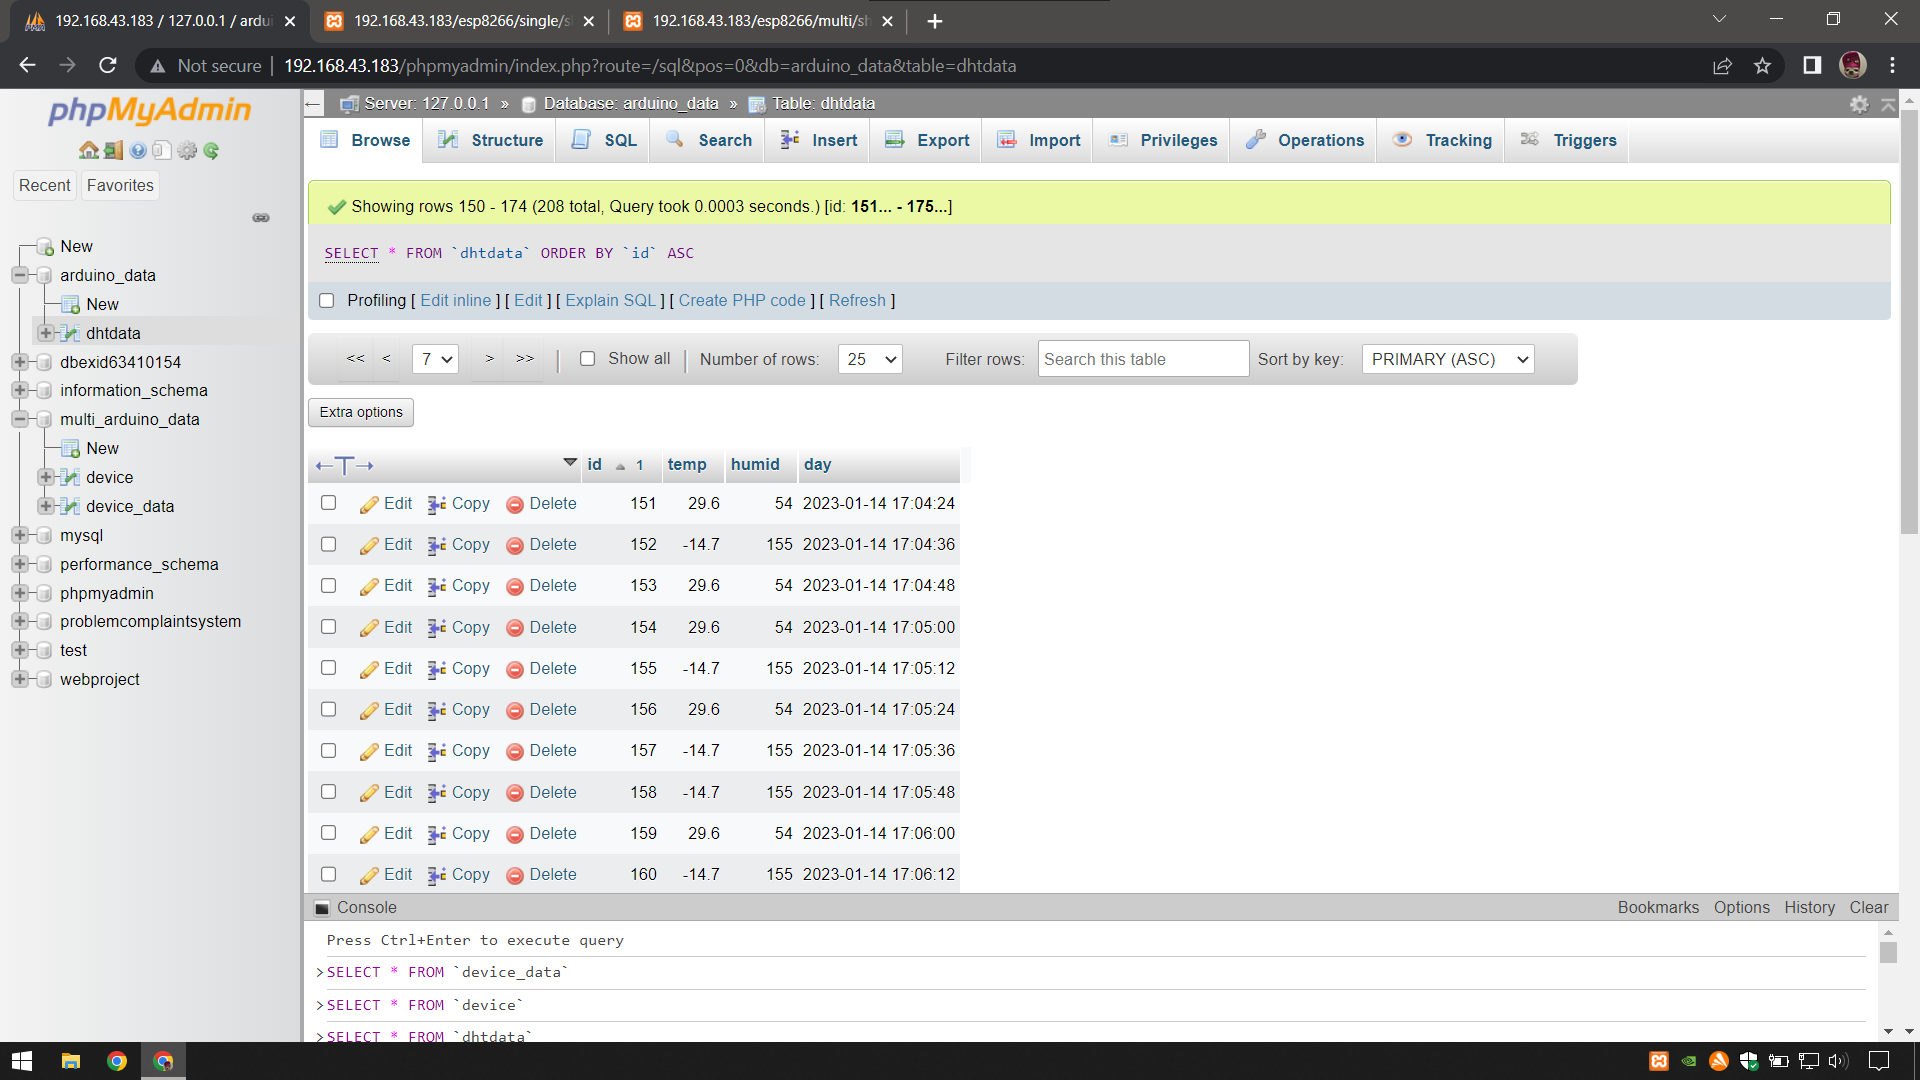 192.168.43.183 / 127.0.0.1 / ardui
192.168.43.183/esp8266/single/s
192.168.43.183/esp8266/multi/sh
Not secure 192.168.43.183/phpmyadmin/index.php?route=/sql&pos=0&db=arduino_data&table=dhtdata
phpMyAdmin
Recent Favorites
New
arduino_data
New
dhtdata
dbexid63410154
information_schema
multi_arduino_data
New
device
device_data
mysql
performance_schema
phpmyadmin
problemcomplaintsystem
test
webproject
Server: 127.0.0.1 » Database: arduino_data » Table: dhtdata
Browse Structure SQL Search Insert Export Import Privileges Operations Tracking Triggers
Showing rows 150 - 174 (208 total, Query took 0.0003 seconds.) [id: 151... - 175...]
SELECT * FROM `dhtdata` ORDER BY `id` ASC
Profiling [ Edit inline ] [ Edit ] [ Explain SQL ] [ Create PHP code ] [ Refresh ]
<< < 7 > >> Show all Number of rows: 25 Filter rows: Search this table Sort by key: PRIMARY (ASC)
Extra options
←T→ id 1 temp humid day
Edit Copy Delete 151 29.6 54 2023-01-14 17:04:24
Edit Copy Delete 152 -14.7 155 2023-01-14 17:04:36
Edit Copy Delete 153 29.6 54 2023-01-14 17:04:48
Edit Copy Delete 154 29.6 54 2023-01-14 17:05:00
Edit Copy Delete 155 -14.7 155 2023-01-14 17:05:12
Edit Copy Delete 156 29.6 54 2023-01-14 17:05:24
Edit Copy Delete 157 -14.7 155 2023-01-14 17:05:36
Edit Copy Delete 158 -14.7 155 2023-01-14 17:05:48
Edit Copy Delete 159 29.6 54 2023-01-14 17:06:00
Edit Copy Delete 160 -14.7 155 2023-01-14 17:06:12
Console Bookmarks Options History Clear
Press Ctrl+Enter to execute query
>SELECT * FROM `device_data`
>SELECT * FROM `device`
>SELECT * FROM `dhtdata`